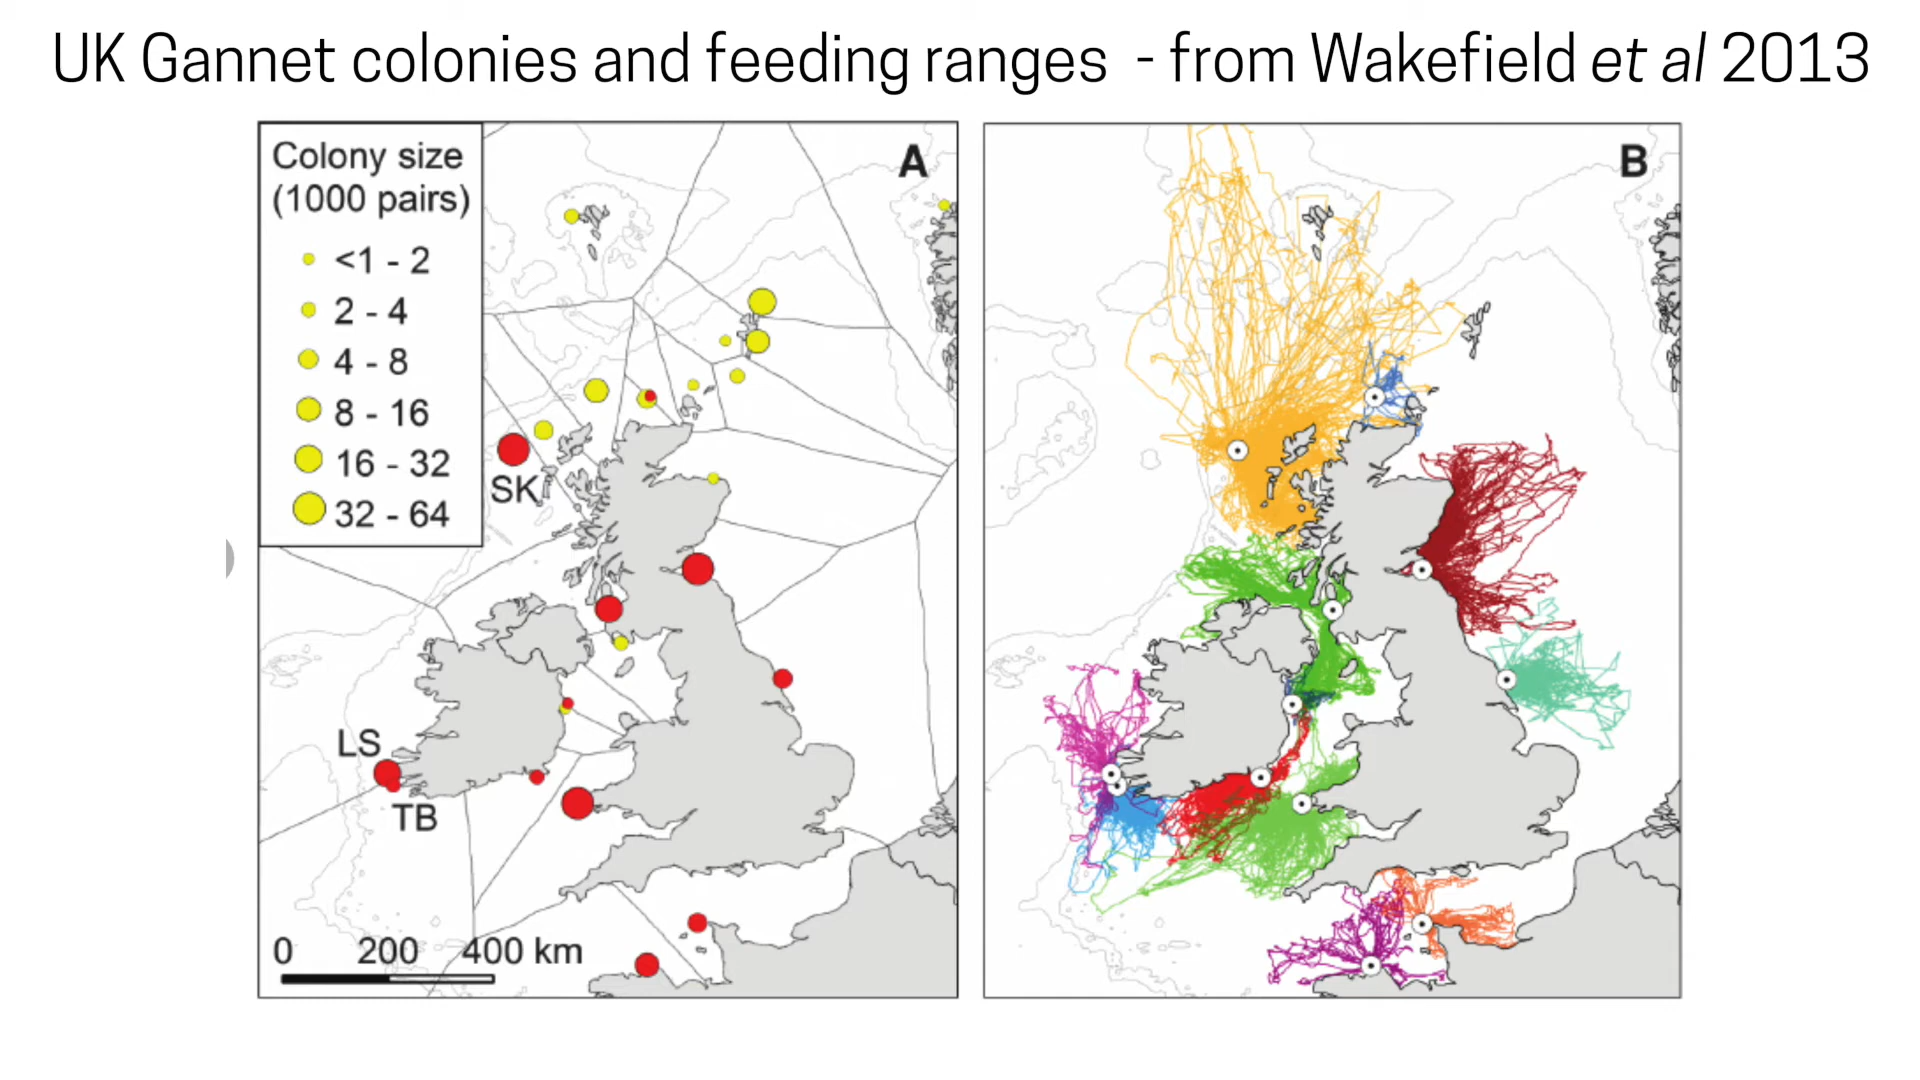 UK Gannet colonies and feeding ranges - from Wakefield et al 2013
Colony size
(1000 pairs)
<1 - 2
2 - 4
4 - 8
8 - 16
16 - 32
32 - 64
A
SK
LS
TB
0 200 400 km
B